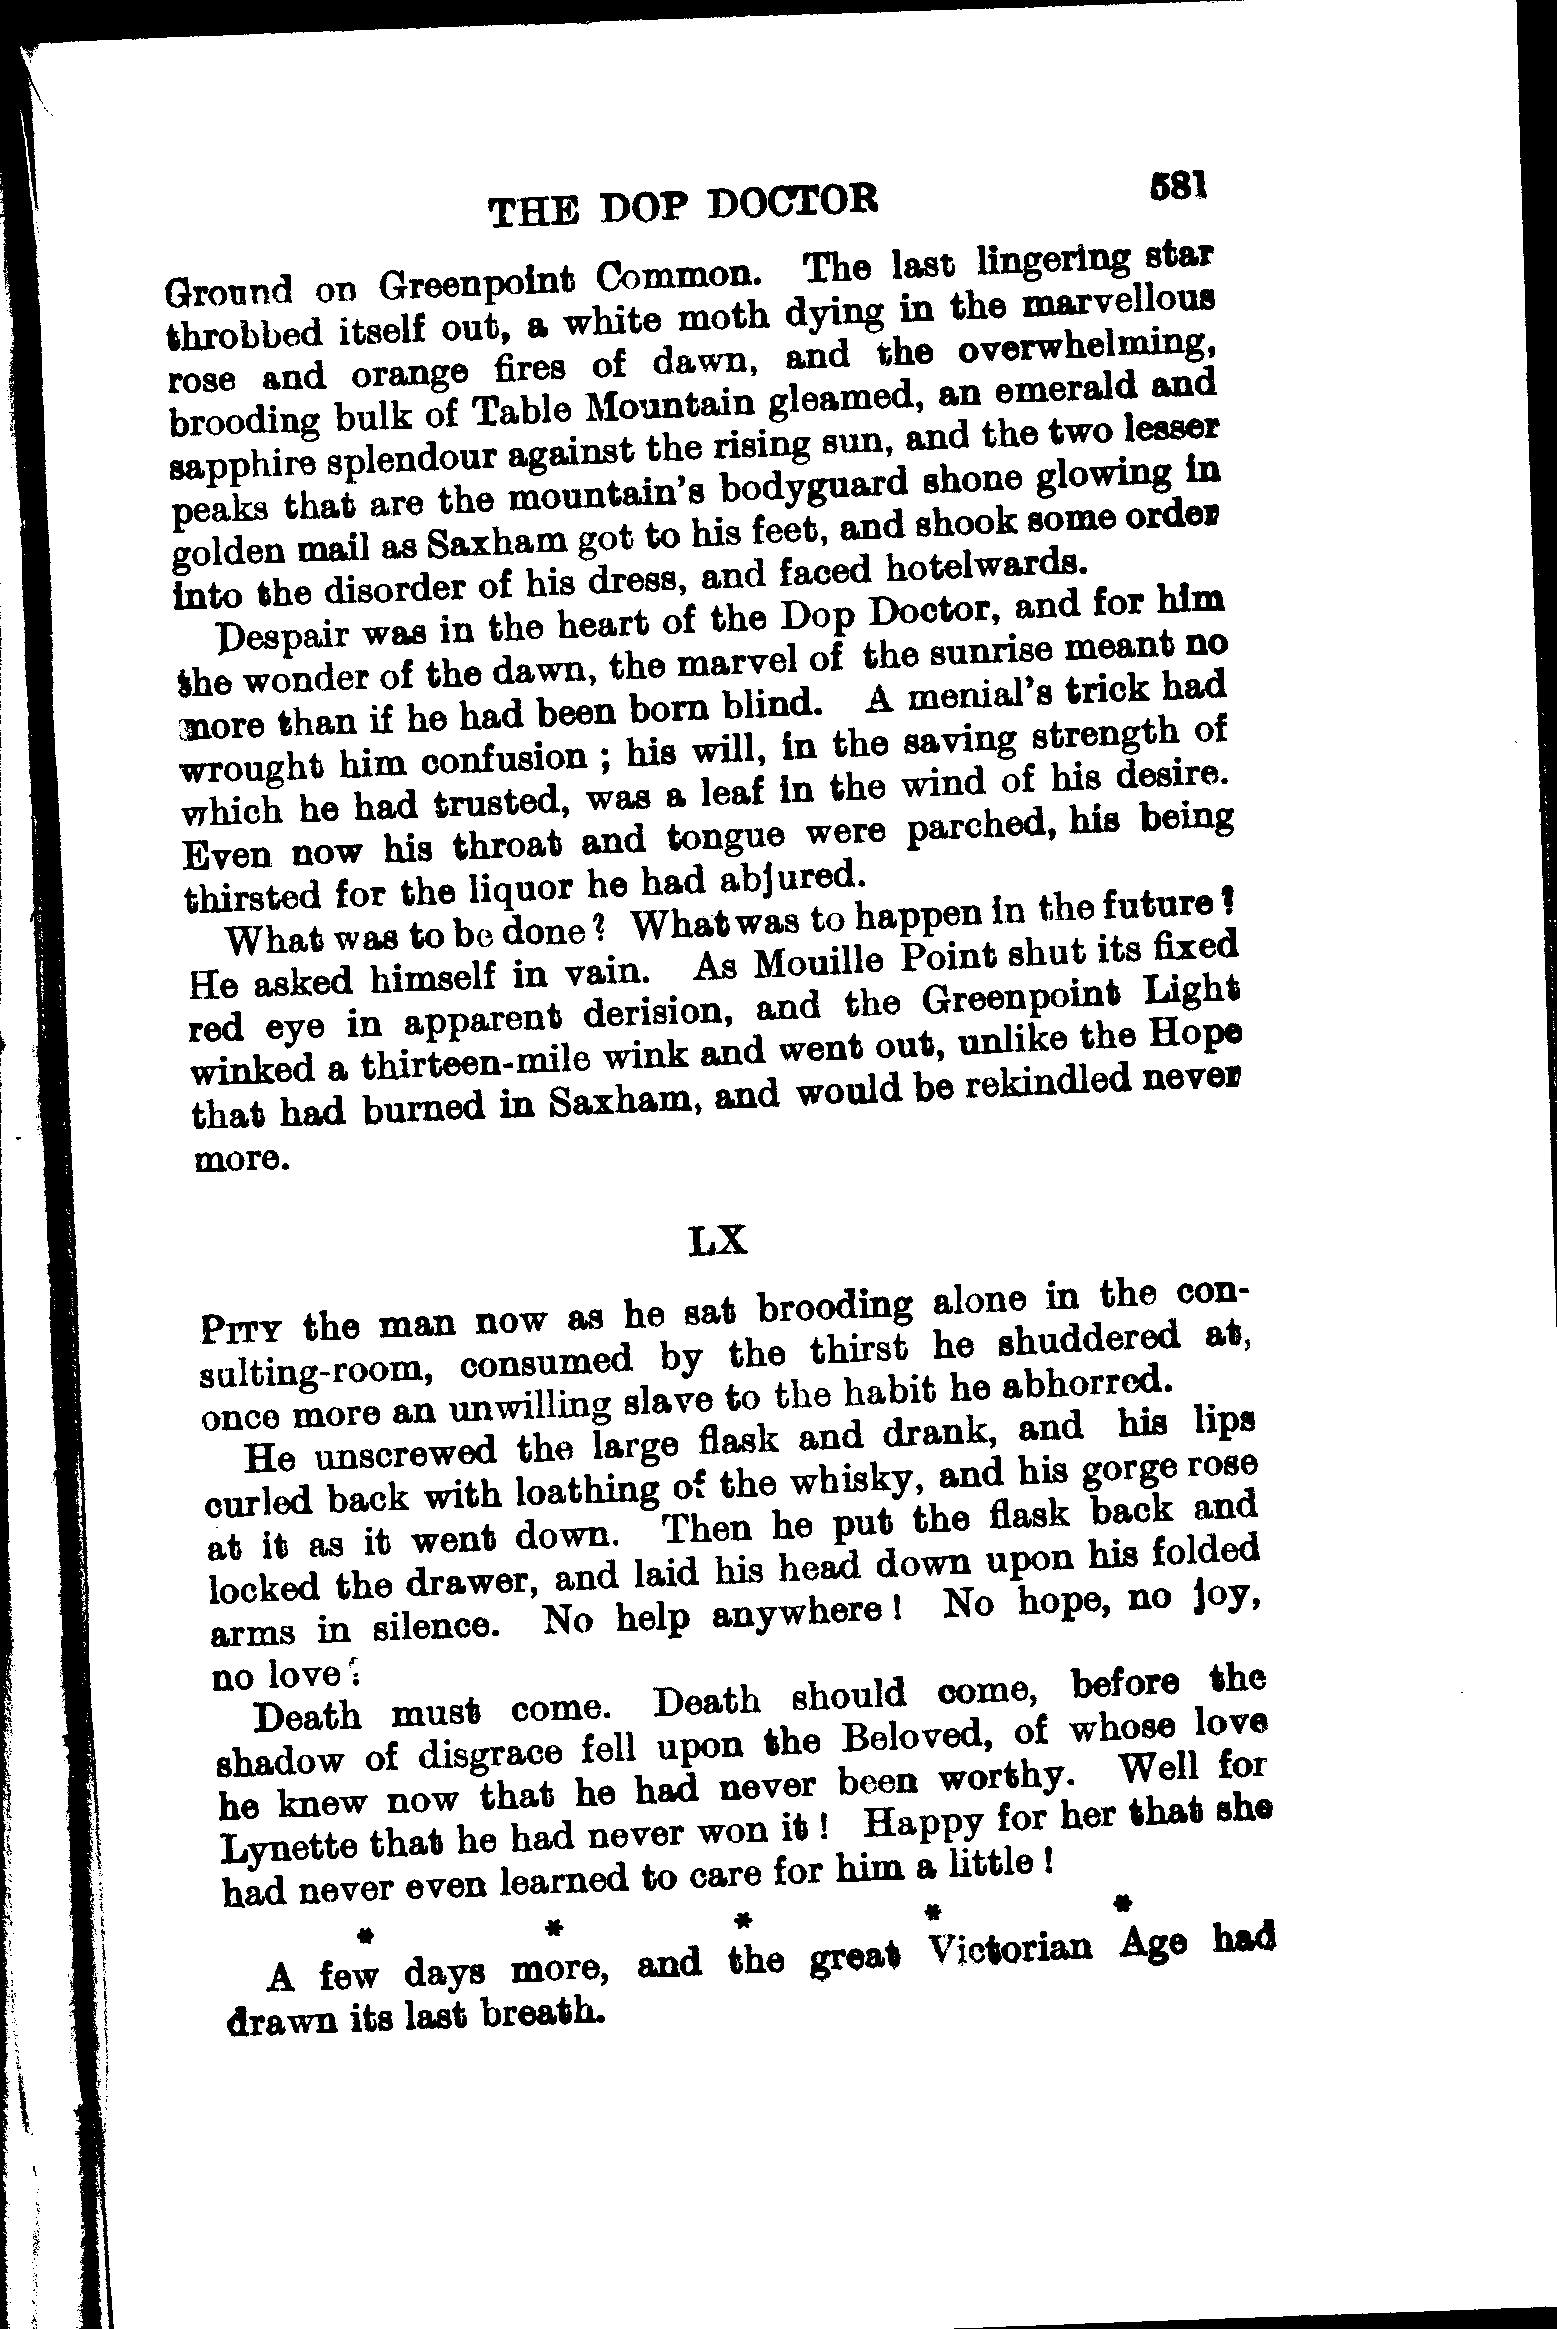 THE DOP DOCTOR 581
Ground on Greenpoint Common. The last lingering star
throbbed itself out, a white moth dying in the marvellous
rose and orange fires of dawn, and the overwhelming,
brooding bulk of Table Mountain gleamed, an emerald and
sapphire splendour against the rising sun, and the two lesser
peaks that are the mountain's bodyguard shone glowing in
golden mail as Saxham got to his feet, and shook some order
into the disorder of his dress, and faced hotelwards.
Despair was in the heart of the Dop Doctor, and for him
the wonder of the dawn, the marvel of the sunrise meant no
more than if he had been born blind. A menial's trick had
wrought him confusion ; his will, in the saving strength of
which he had trusted, was a leaf in the wind of his desire.
Even now his throat and tongue were parched, his being
thirsted for the liquor he had abjured.
What was to be done? What was to happen in the future?
He asked himself in vain. As Mouille Point shut its fixed
red eye in apparent derision, and the Greenpoint Light
winked a thirteen-mile wink and went out, unlike the Hope
that had burned in Saxham, and would be rekindled never
more.
LX
PITY the man now as he sat brooding alone in the con-
sulting-room, consumed by the thirst he shuddered at,
once more an unwilling slave to the habit he abhorred.
He unscrewed the large flask and drank, and his lips
curled back with loathing of the whisky, and his gorge rose
at it as it went down. Then he put the flask back and
locked the drawer, and laid his head down upon his folded
arms in silence. No help anywhere! No hope, no joy,
no love!
Death must come. Death should come, before the
shadow of disgrace fell upon the Beloved, of whose love
he knew now that he had never been worthy. Well for
Lynette that he had never won it! Happy for her that she
had never even learned to care for him a little!
* * * * *
A few days more, and the great Victorian Age had
drawn its last breath.